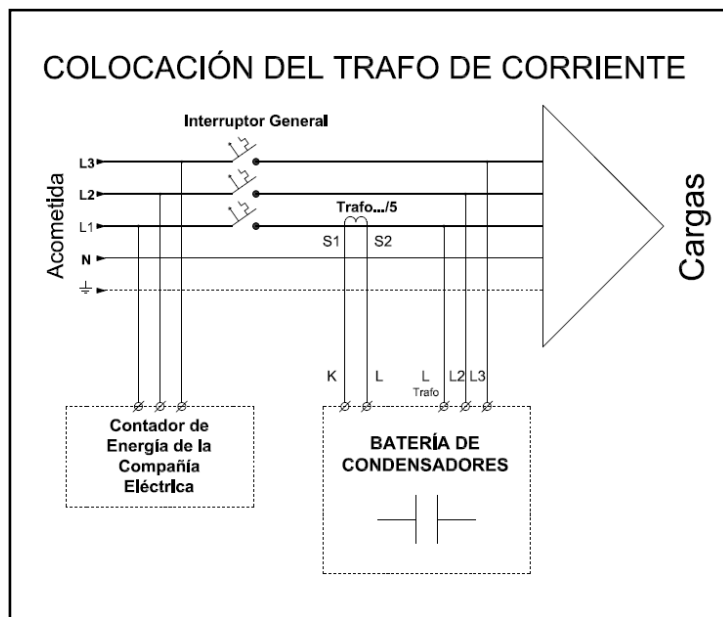 COLOCACIÓN DEL TRAFO DE CORRIENTE
Interruptor General
L3
L2
Trafo.../5
L1
S1 S2
N
Acometida
Cargas
K L L L2 L3
Trafo
Contador de
Energía de la
Compañía
Eléctrica
BATERÍA DE
CONDENSADORES